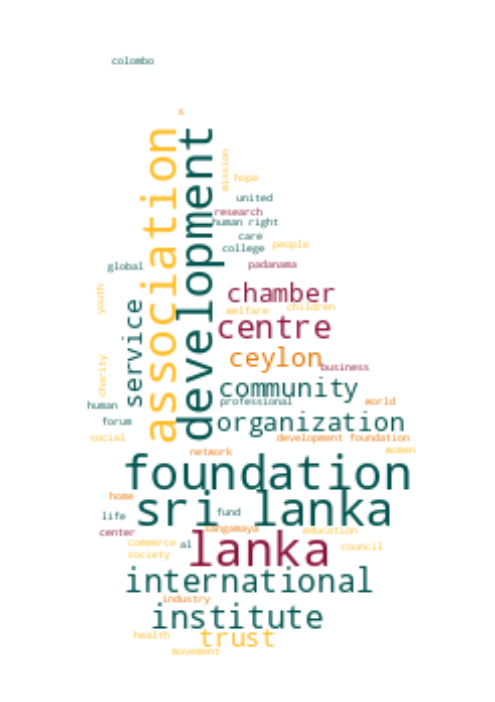 colombo
s
association
development
mission
hope
united
research
human right
care
college
people
global
padanama
youth
chamber
welfare
children
service
centre
ceylon
business
charity
community
human
professional
world
forum
organization
social
development foundation
women
network
foundation
home
sri lanka
life
fund
sangamaya
center
education
lanka
commerce
al
council
society
international
industry
institute
health
trust
movement